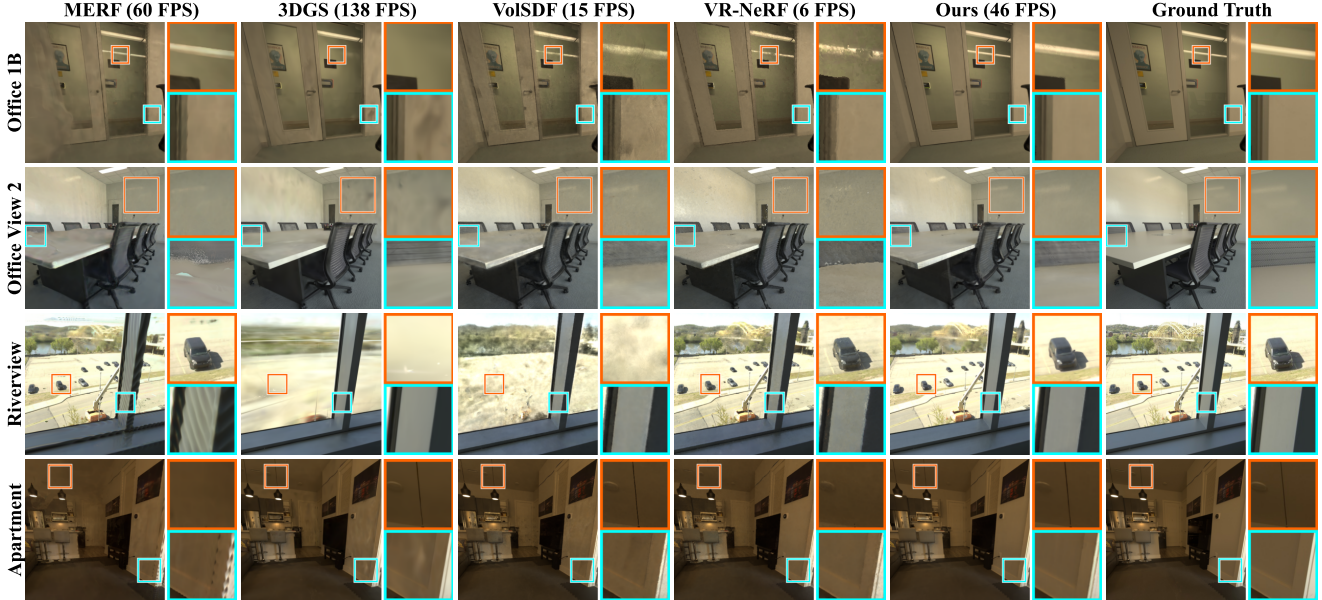 MERF (60 FPS) 3DGS (138 FPS) VolSDF (15 FPS) VR-NeRF (6 FPS) Ours (46 FPS) Ground Truth
Office 1B
Office View 2
Riverview
Apartment